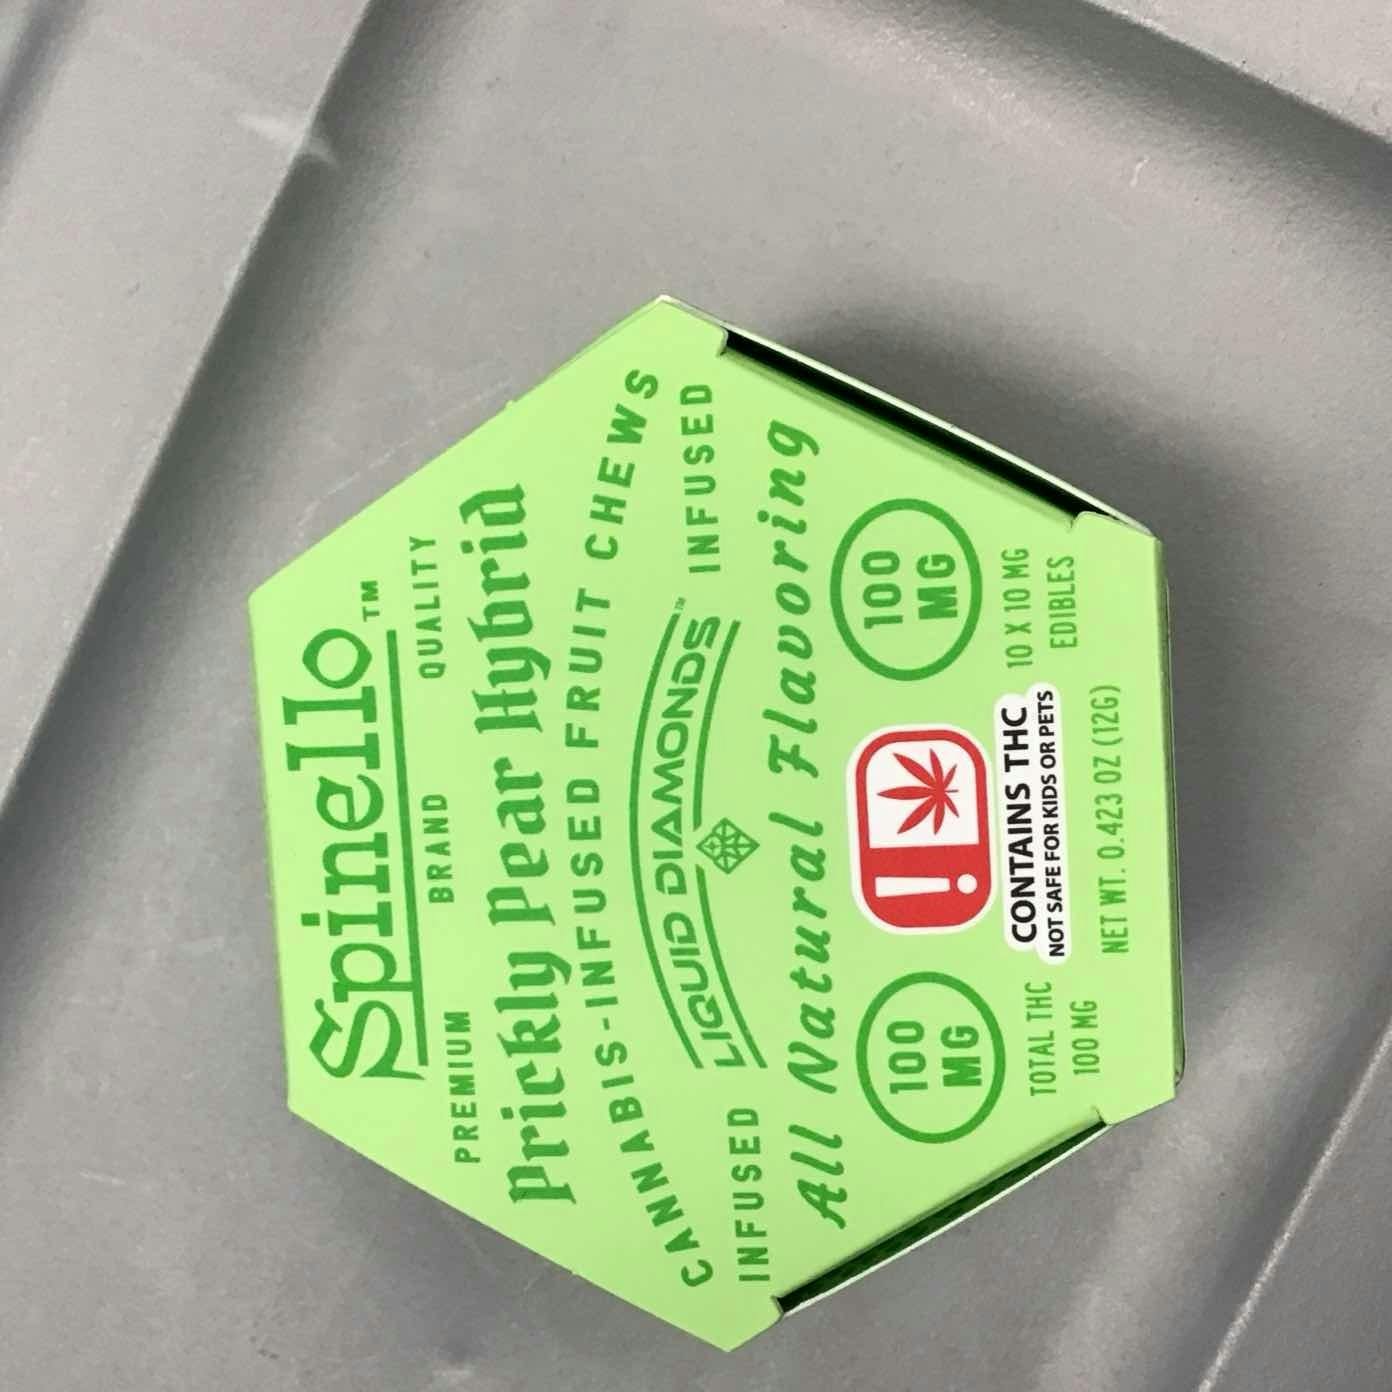 Spinello™
PREMIUM BRAND QUALITY
Prickly Pear Hybrid
CANNABIS-INFUSED FRUIT CHEWS
INFUSED LIQUID DIAMONDS™ INFUSED
All Natural Flavoring
100 MG
!
100 MG
TOTAL THC
100 MG
CONTAINS THC
NOT SAFE FOR KIDS OR PETS
10 X 10 MG
EDIBLES
NET WT. 0.423 OZ (12G)